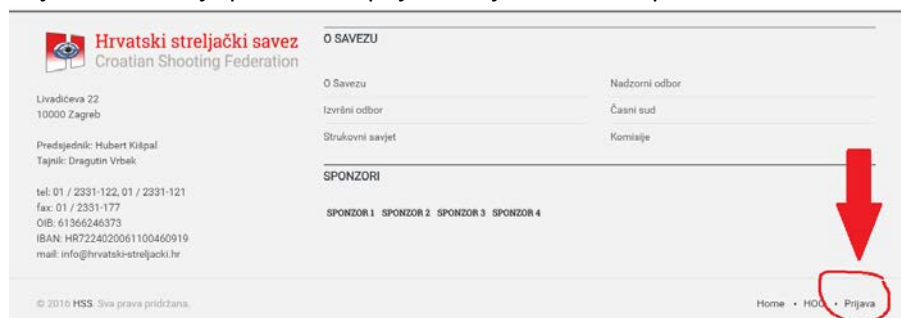 Hrvatski streljački savez
Croatian Shooting Federation
Livadićeva 22
10000 Zagreb
Predsjednik: Hubert Kišpal
Tajnik: Dragutin Vrbek
tel: 01 / 2331-122, 01 / 2331-121
fax: 01 / 2331-177
OIB: 61366246373
IBAN: HR7224020061100460919
mail: info@hrvatski-streljacki.hr
O SAVEZU
O Savezu
Nadzorni odbor
Izvršni odbor
Časni sud
Strukovni savjet
Komisije
SPONZORI
SPONZOR 1 SPONZOR 2 SPONZOR 3 SPONZOR 4
© 2016 HSS. Sva prava pridržana.
Home • HOO • Prijava